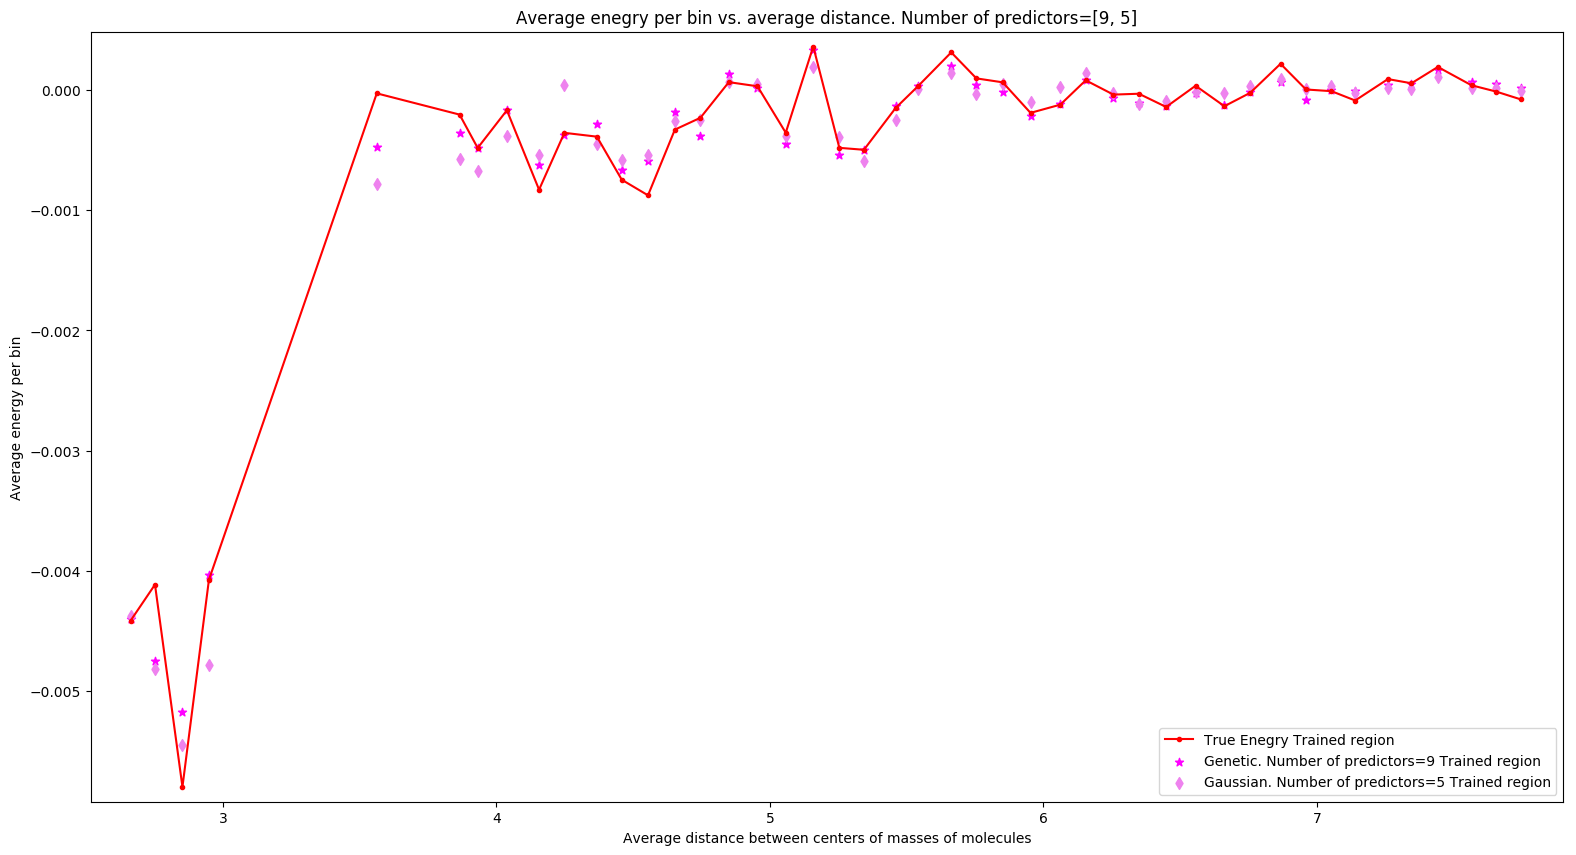 Average enegry per bin vs. average distance. Number of predictors=[9, 5]
0.000
−0.001
−0.002
−0.003
−0.004
−0.005
Average energy per bin
True Enegry Trained region
Genetic. Number of predictors=9 Trained region
Gaussian. Number of predictors=5 Trained region
3
4
5
6
7
Average distance between centers of masses of molecules